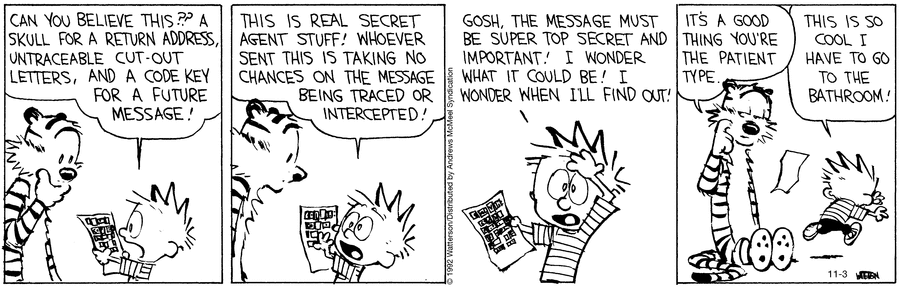 CAN YOU BELIEVE THIS?? A
SKULL FOR A RETURN ADDRESS,
UNTRACEABLE CUT-OUT
LETTERS, AND A CODE KEY
FOR A FUTURE
MESSAGE!
THIS IS REAL SECRET
AGENT STUFF! WHOEVER
SENT THIS IS TAKING NO
CHANCES ON THE MESSAGE
BEING TRACED OR
INTERCEPTED!
© 1992 Watterson/Distributed by Andrews McMeel Syndication
GOSH, THE MESSAGE MUST
BE SUPER TOP SECRET AND
IMPORTANT! I WONDER
WHAT IT COULD BE! I
WONDER WHEN I'LL FIND OUT!
IT'S A GOOD
THING YOU'RE
THE PATIENT
TYPE.
THIS IS SO
COOL I
HAVE TO GO
TO THE
BATHROOM!
11-3 WATTERSON